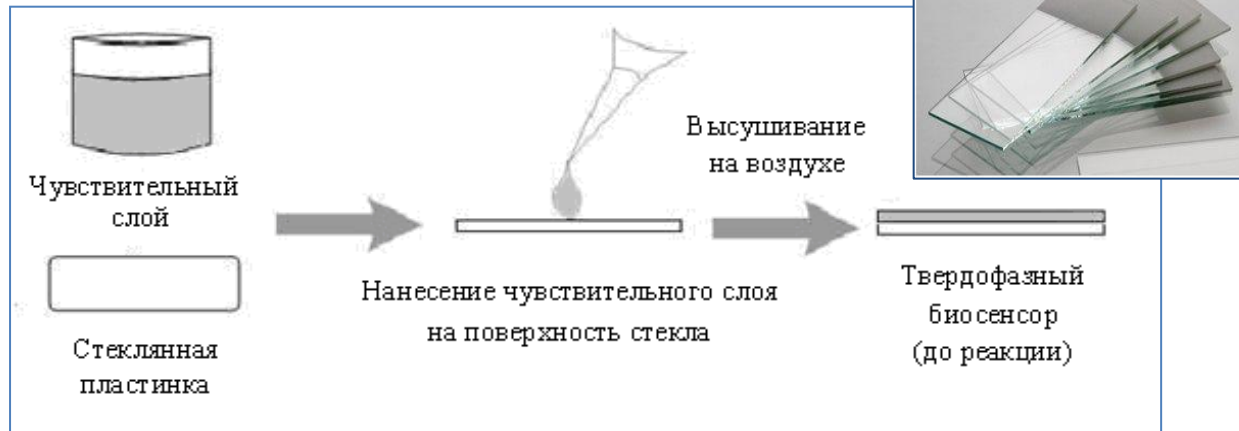 Чувствительный
слой
Стеклянная
пластинка
Нанесение чувствительного слоя
на поверхность стекла
Высушивание
на воздухе
Твердофазный
биосенсор
(до реакции)